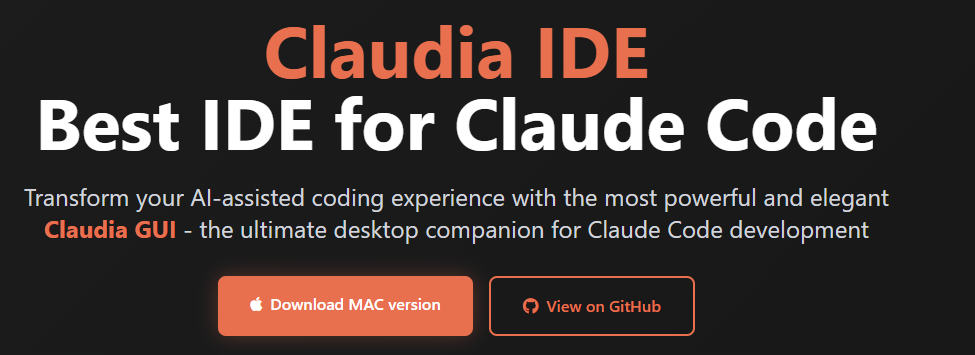 Claudia IDE
Best IDE for Claude Code
Transform your AI-assisted coding experience with the most powerful and elegant
Claudia GUI - the ultimate desktop companion for Claude Code development
Download MAC version
View on GitHub